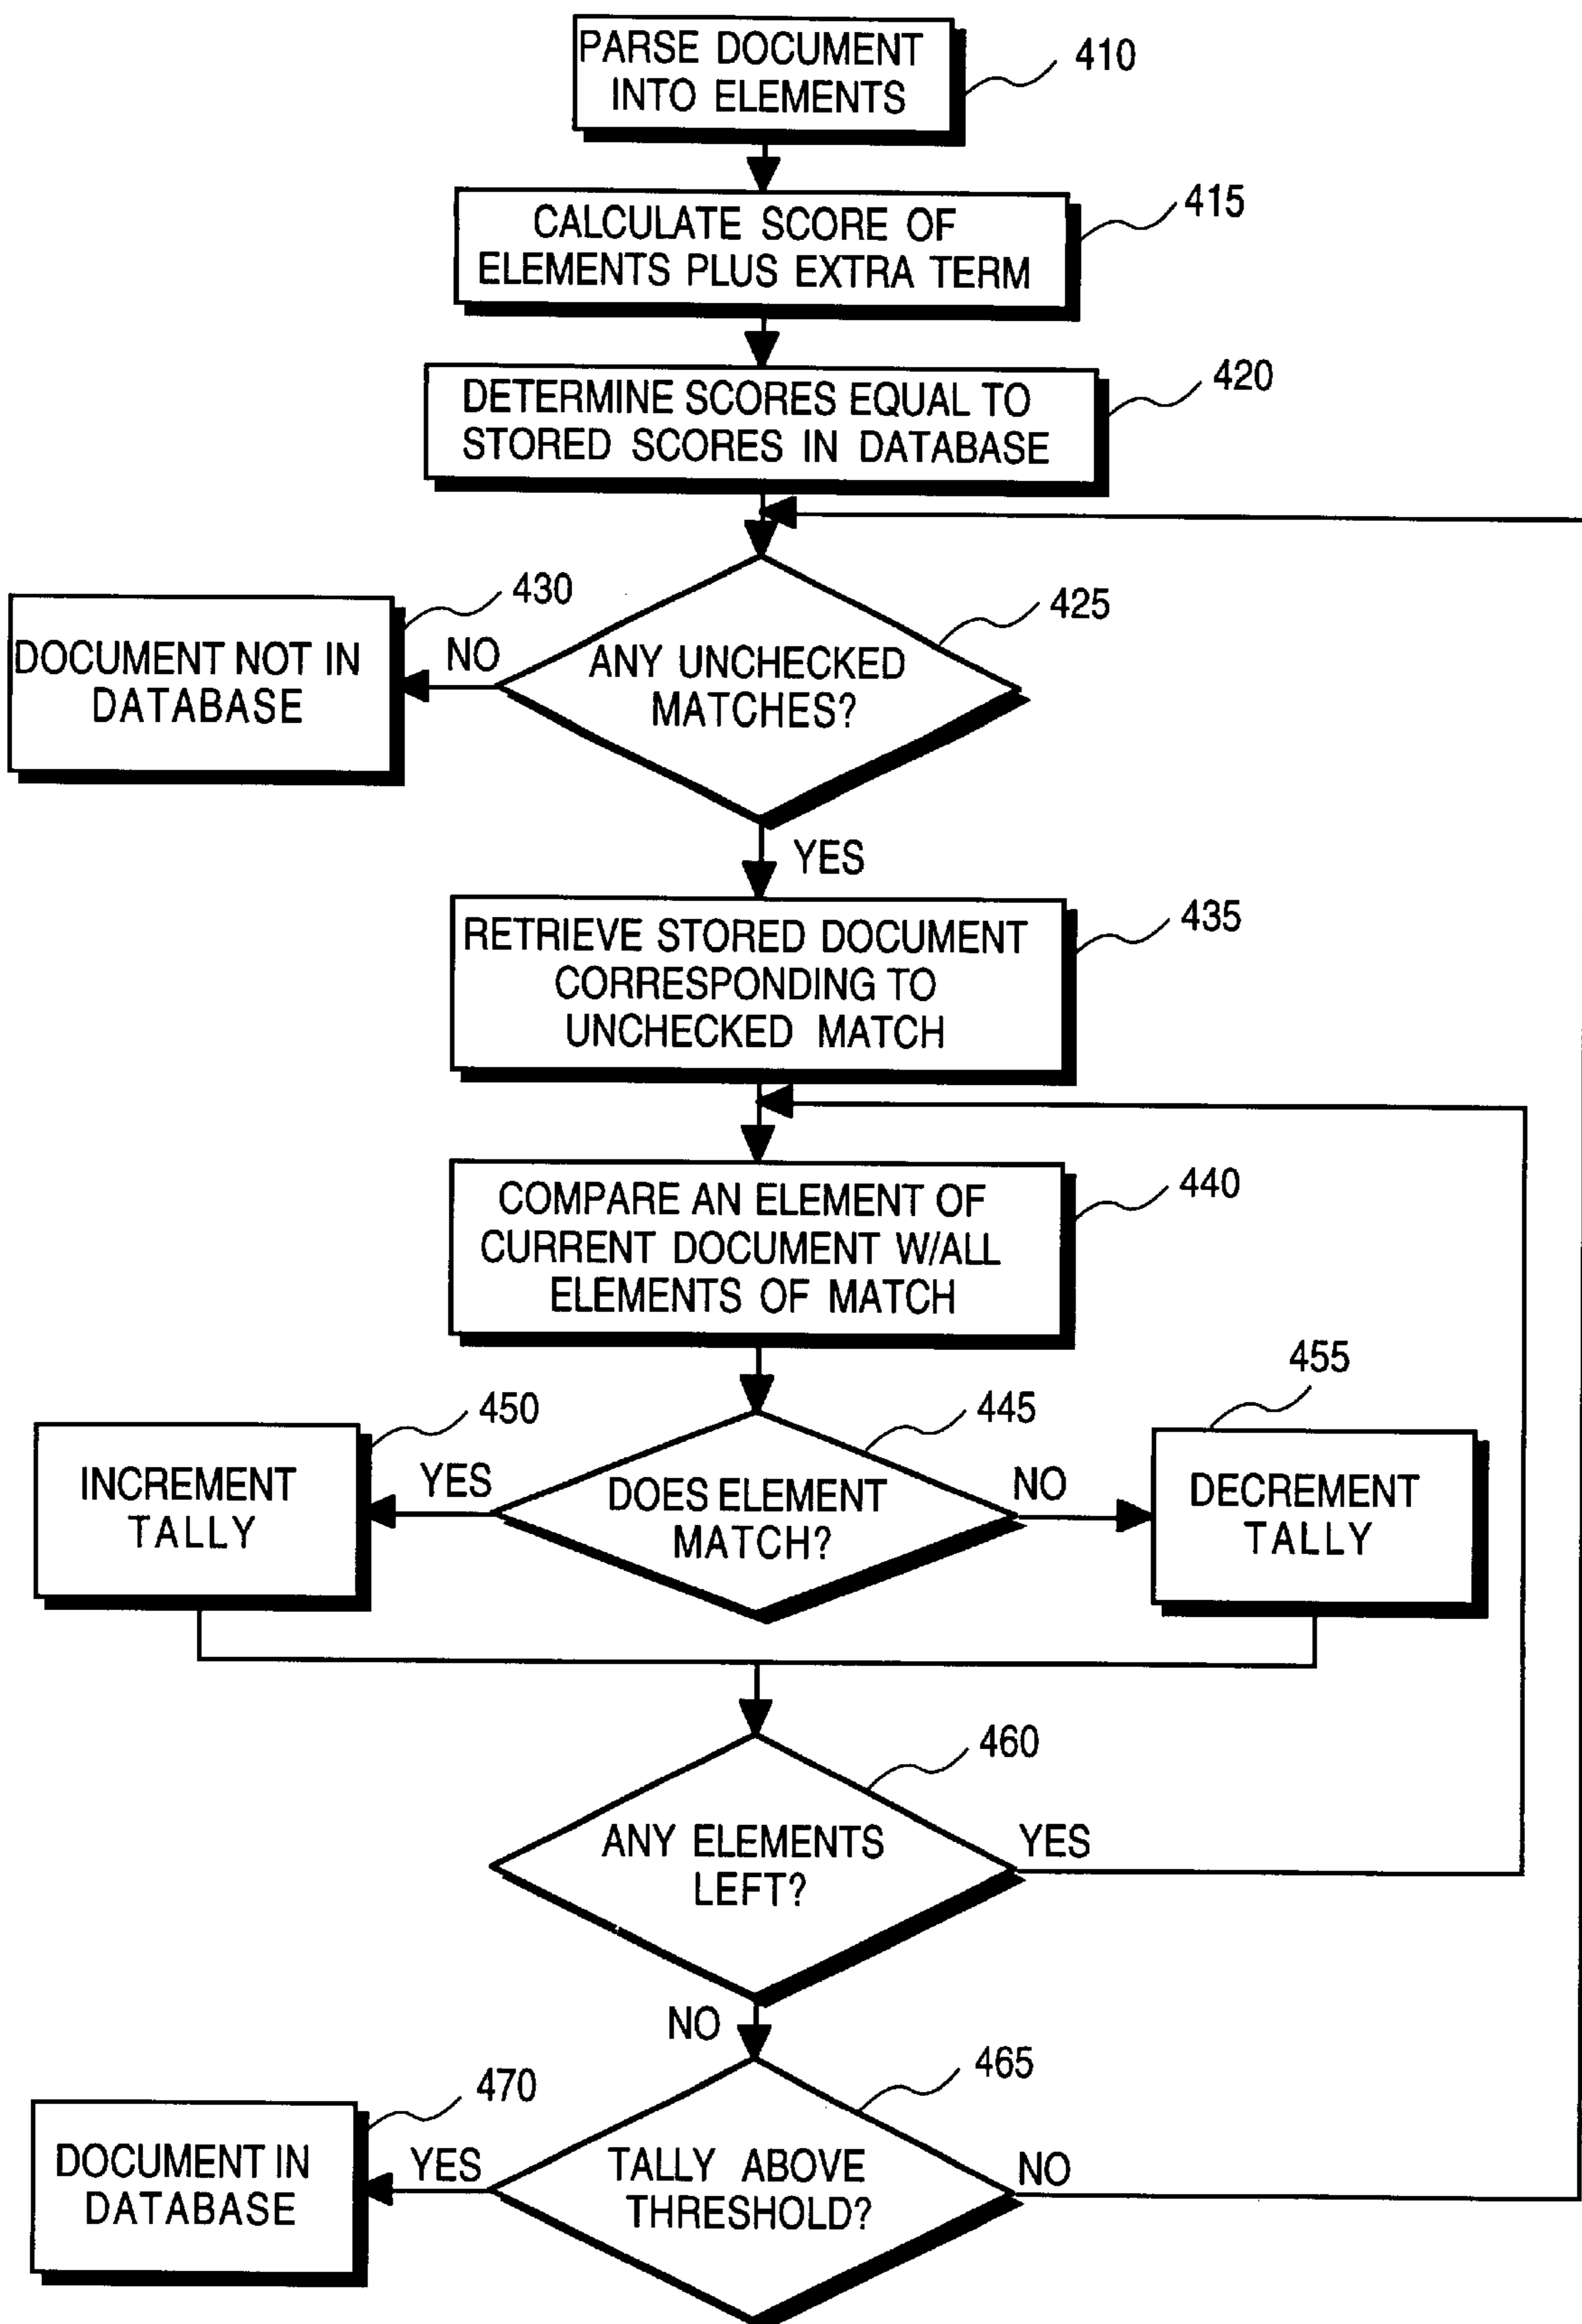 PARSE DOCUMENT
INTO ELEMENTS
410
CALCULATE SCORE OF
ELEMENTS PLUS EXTRA TERM
415
DETERMINE SCORES EQUAL TO
STORED SCORES IN DATABASE
420
430
DOCUMENT NOT IN
DATABASE
NO
ANY UNCHECKED
MATCHES?
425
YES
RETRIEVE STORED DOCUMENT
CORRESPONDING TO
UNCHECKED MATCH
435
COMPARE AN ELEMENT OF
CURRENT DOCUMENT W/ALL
ELEMENTS OF MATCH
440
450
INCREMENT
TALLY
YES
DOES ELEMENT
MATCH?
445
NO
455
DECREMENT
TALLY
460
ANY ELEMENTS
LEFT?
YES
NO
470
DOCUMENT IN
DATABASE
YES
TALLY ABOVE
THRESHOLD?
465
NO